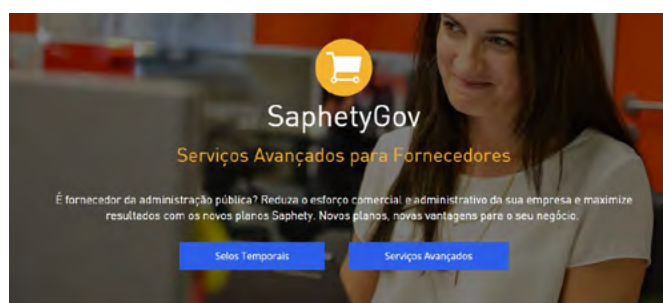 SaphetyGov
Serviços Avançados para Fornecedores
É fornecedor da administração pública? Reduza o esforço comercial e administrativo da sua empresa e maximize
resultados com os novos planos Saphety. Novos planos, novas vantagens para o seu negócio.
Selos Temporais
Serviços Avançados